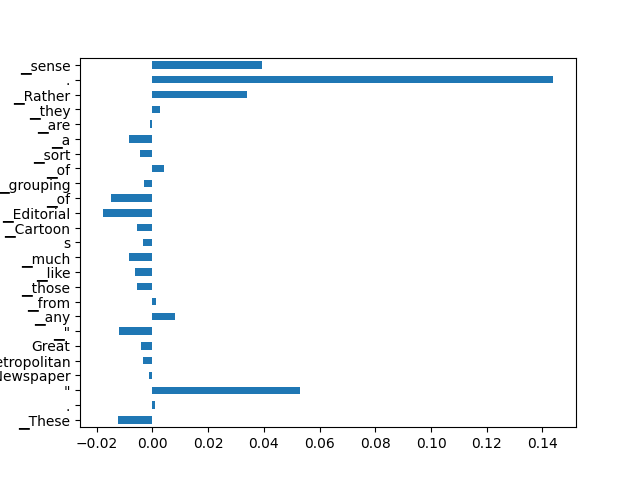 _sense
.
_Rather
_they
_are
_a
_sort
_of
_grouping
_of
_Editorial
_Cartoon
s
_much
_like
_those
_from
_any
_"
Great
etropolitan
Newspaper
"
.
_These
−0.02 0.00 0.02 0.04 0.06 0.08 0.10 0.12 0.14